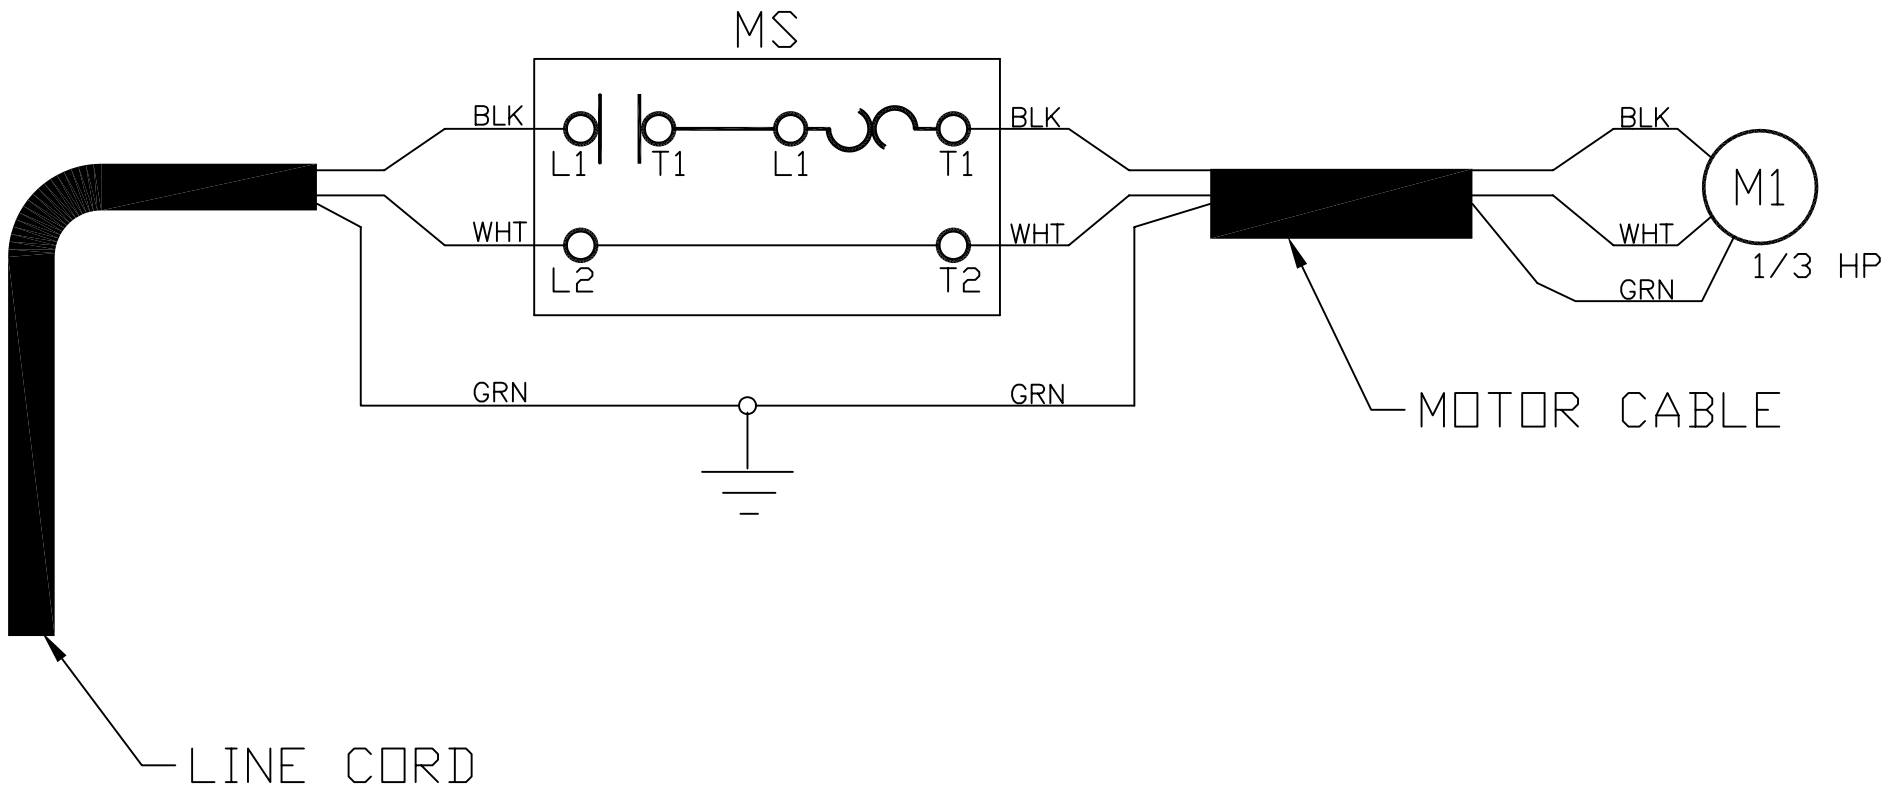 MS
BLK
BLK
BLK
L1
T1
L1
T1
M1
WHT
WHT
WHT
1/3 HP
L2
T2
GRN
GRN
GRN
MOTOR CABLE
LINE CORD